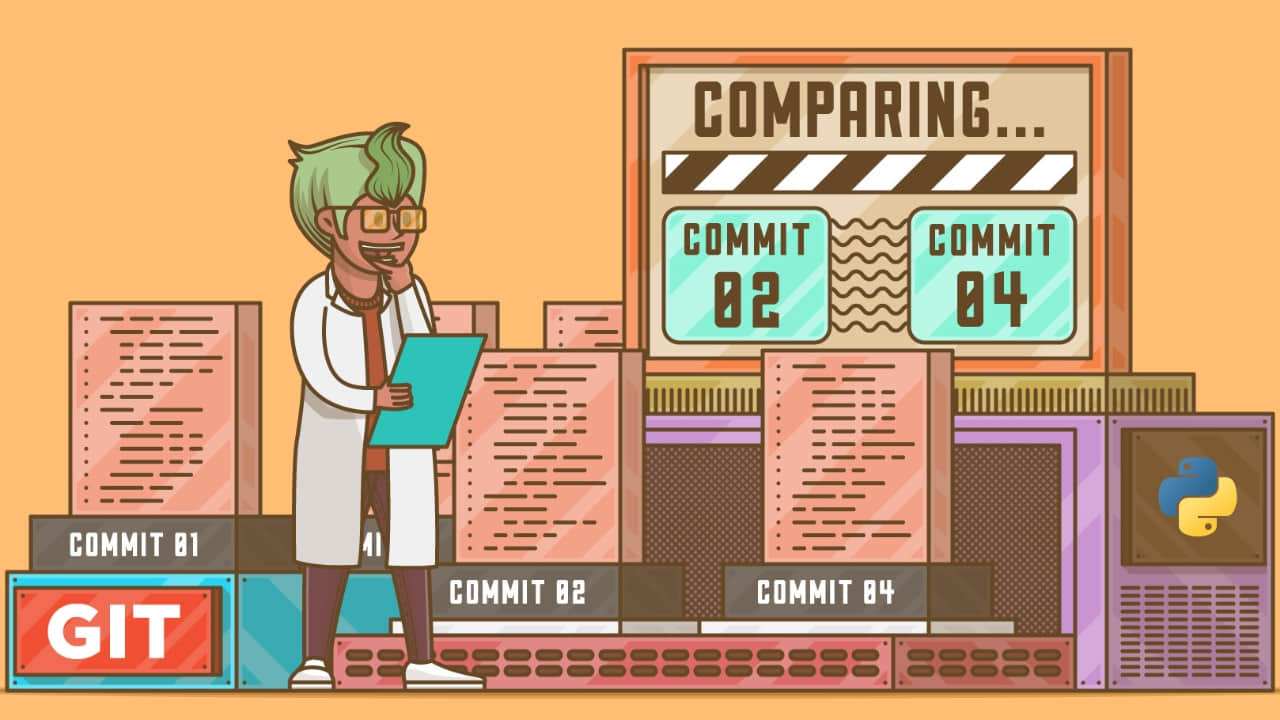 COMPARING...
COMMIT
02
COMMIT
04
COMMIT 01
COMMIT 02
COMMIT 04
GIT